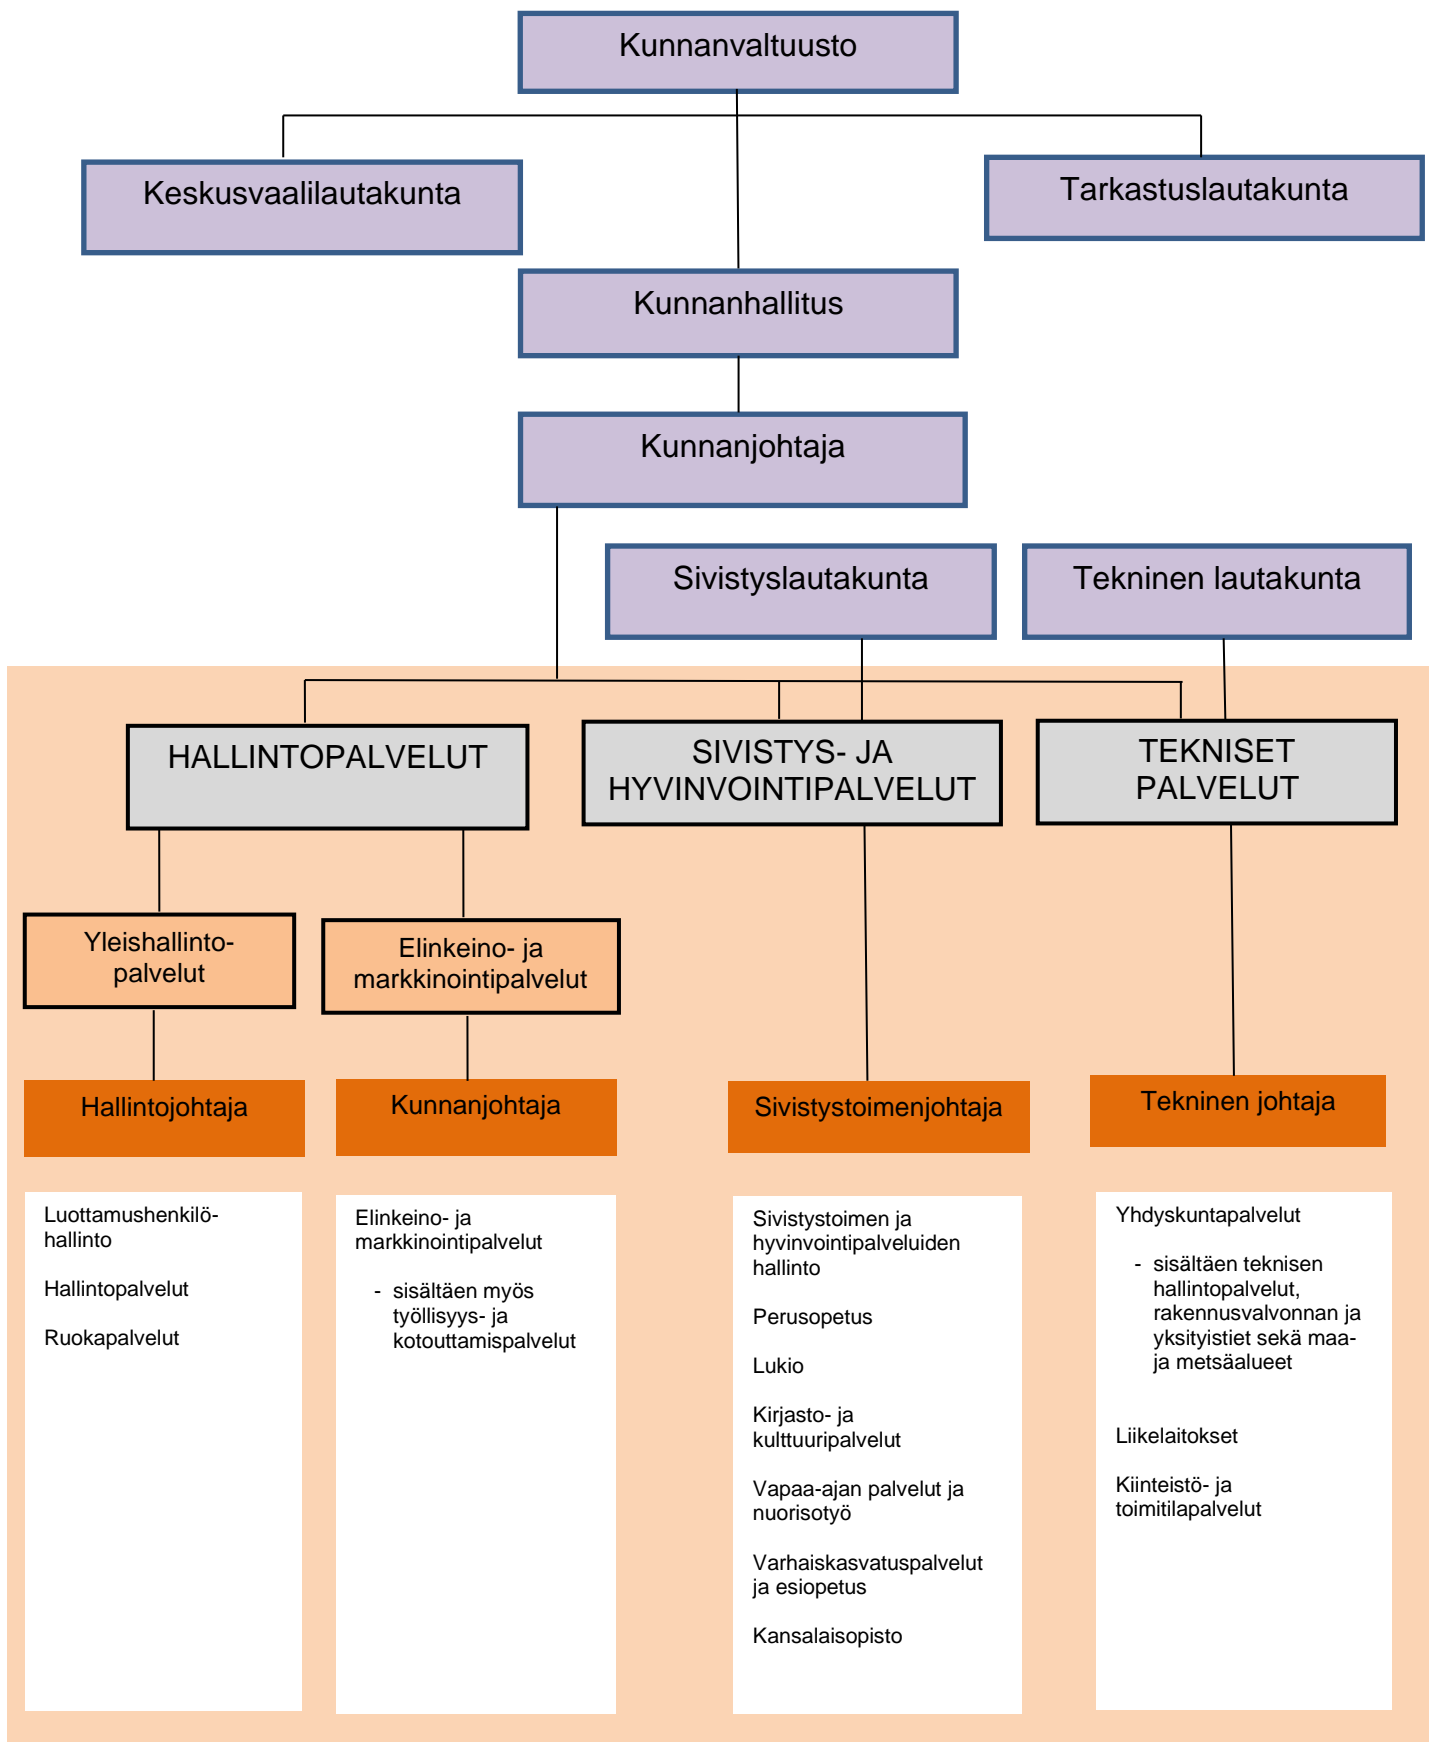 Kunnanvaltuusto
Keskusvaalilautakunta
Tarkastuslautakunta
Kunnanhallitus
Kunnanjohtaja
Sivistyslautakunta
Tekninen lautakunta
HALLINTOPALVELUT
SIVISTYS- JA
HYVINVOINTIPALVELUT
TEKNISET
PALVELUT
Yleishallinto-
palvelut
Elinkeino- ja
markkinointipalvelut
Hallintojohtaja
Kunnanjohtaja
Sivistystoimenjohtaja
Tekninen johtaja
Luottamushenkilö-
hallinto
Hallintopalvelut
Ruokapalvelut
Elinkeino- ja
markkinointipalvelut
- sisältäen myös
työllisyys- ja
kotouttamispalvelut
Sivistystoimen ja
hyvinvointipalveluiden
hallinto
Perusopetus
Lukio
Kirjasto- ja
kulttuuripalvelut
Vapaa-ajan palvelut ja
nuorisotyö
Varhaiskasvatuspalvelut
ja esiopetus
Kansalaisopisto
Yhdyskuntapalvelut
- sisältäen teknisen
hallintopalvelut,
rakennusvalvonnan ja
yksityistiet sekä maa-
ja metsäalueet
Liikelaitokset
Kiinteistö- ja
toimitilapalvelut